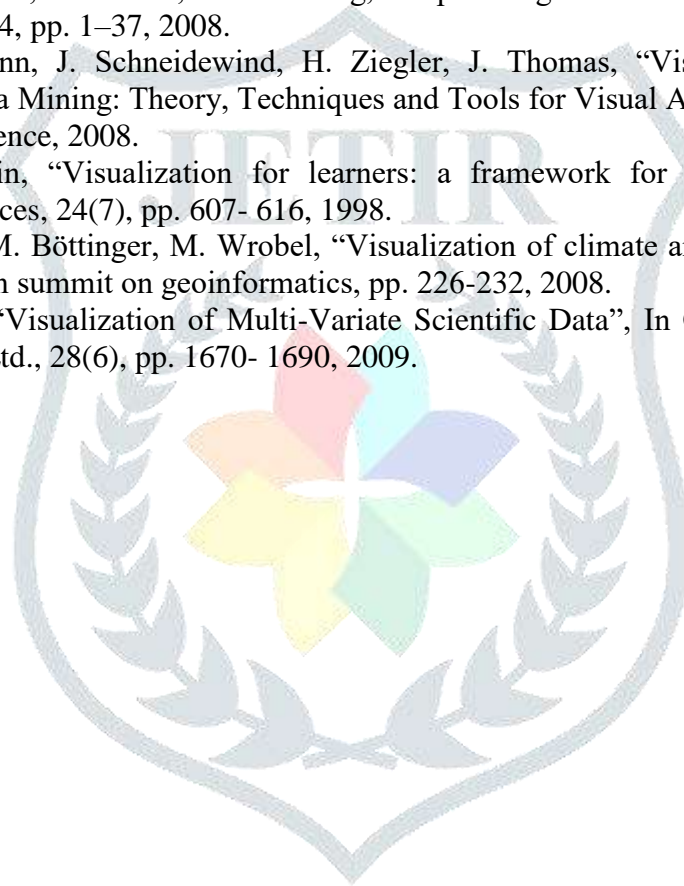 4, pp. 1–37, 2008.
nn, J. Schneidewind, H. Ziegler, J. Thomas, “Vis
a Mining: Theory, Techniques and Tools for Visual A
ence, 2008.
in, “Visualization for learners: a framework for
ces, 24(7), pp. 607- 616, 1998.
M. Böttinger, M. Wrobel, “Visualization of climate a
n summit on geoinformatics, pp. 226-232, 2008.
“Visualization of Multi-Variate Scientific Data”, In
td., 28(6), pp. 1670- 1690, 2009.
JETIR